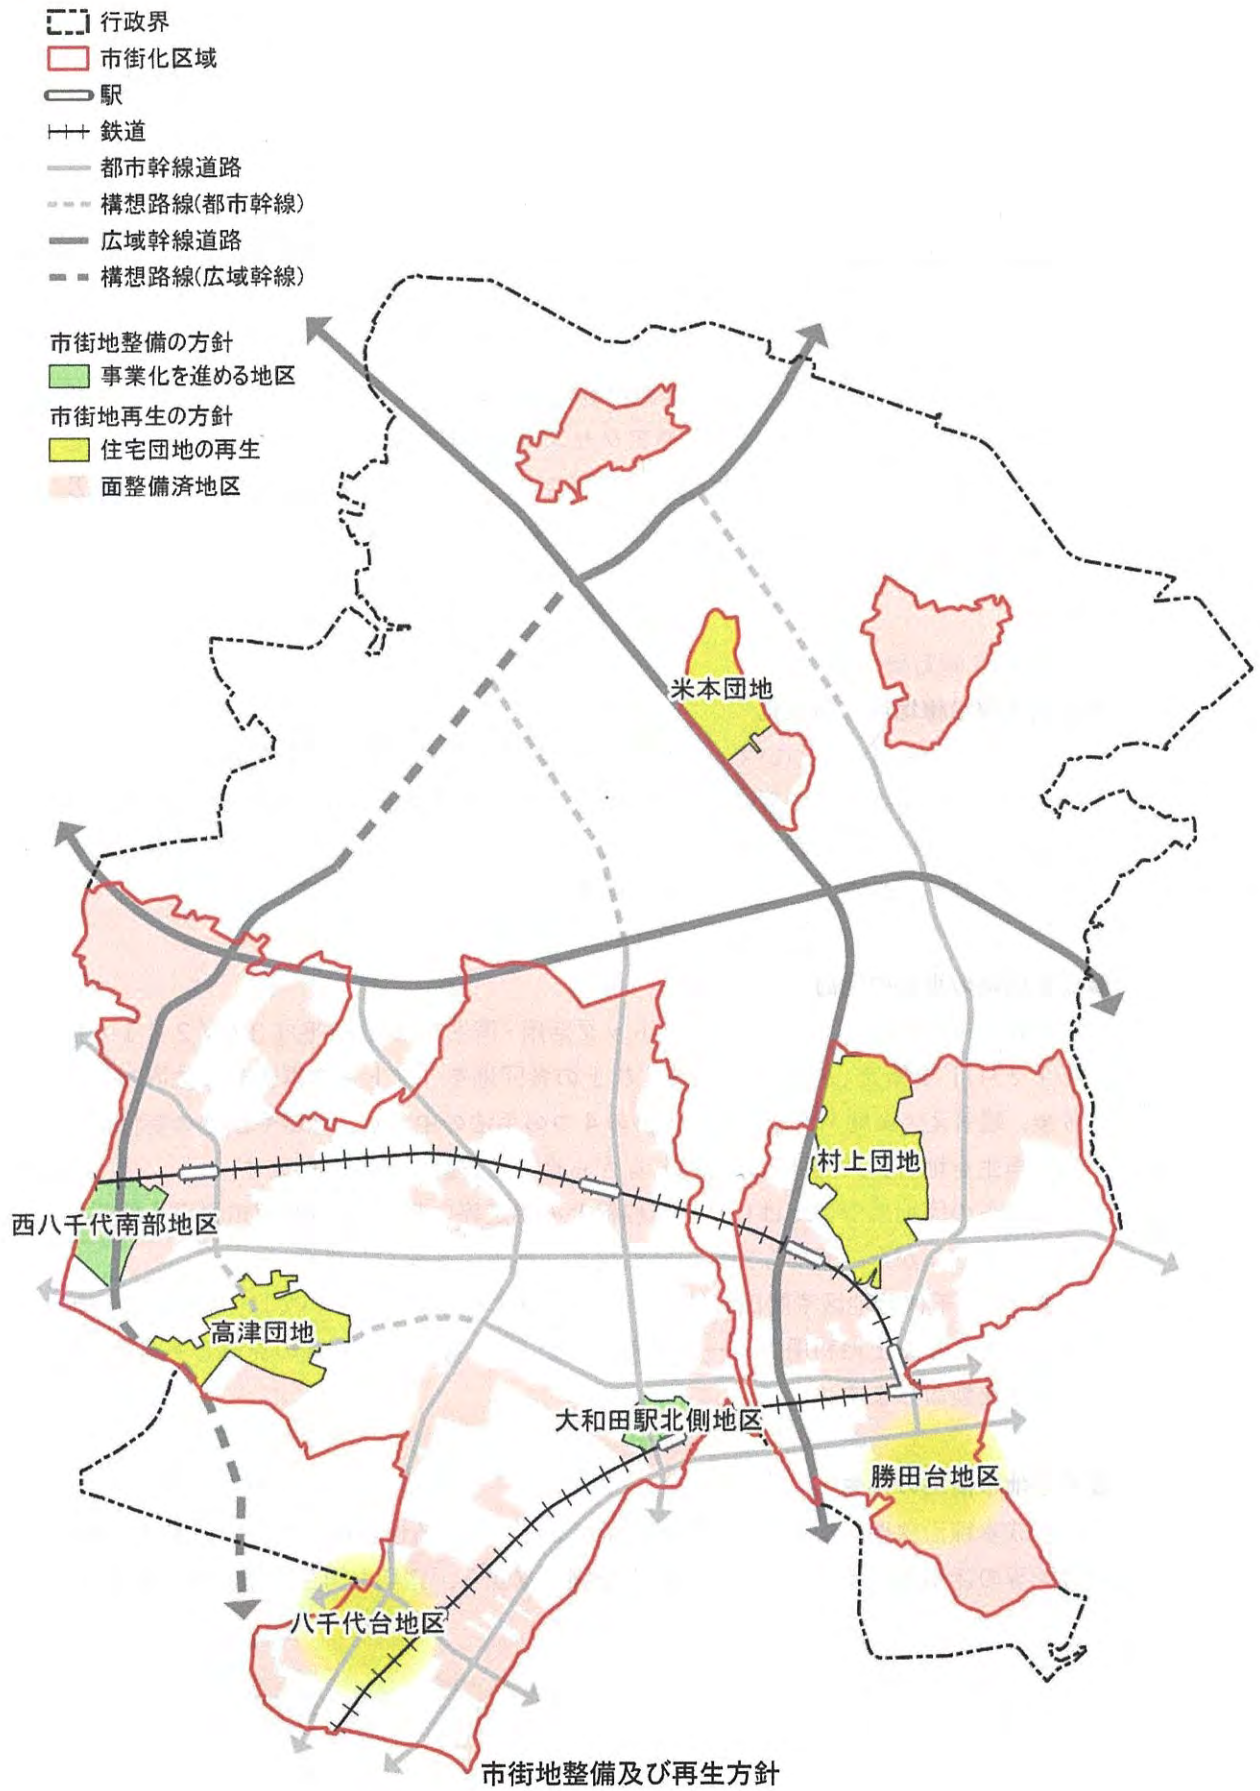 行政界
市街化区域
駅
鉄道
都市幹線道路
構想路線(都市幹線)
広域幹線道路
構想路線(広域幹線)
市街地整備の方針
事業化を進める地区
市街地再生の方針
住宅団地の再生
面整備済地区
米本団地
村上団地
西八千代南部地区
高津団地
大和田駅北側地区
勝田台地区
八千代台地区
市街地整備及び再生方針